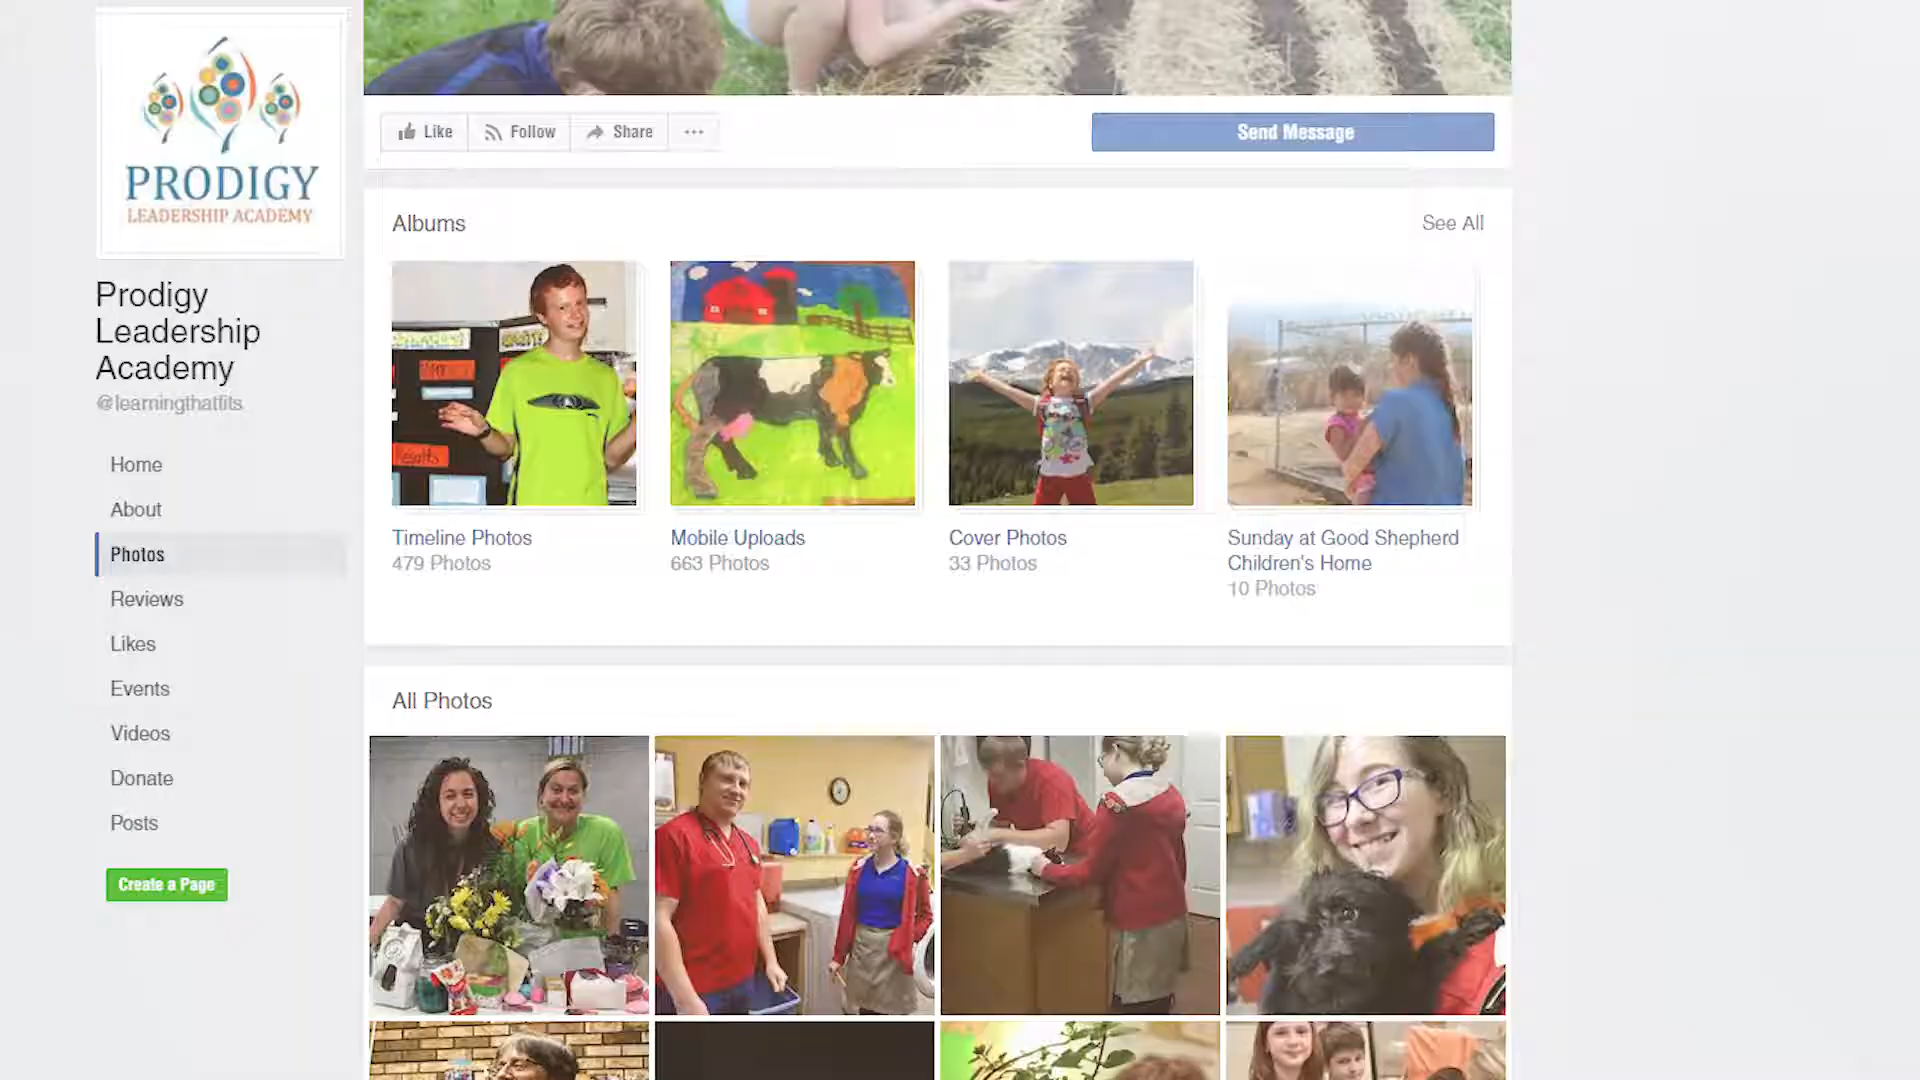 PRODIGY
LEADERSHIP ACADEMY
Prodigy
Leadership
Academy
@learningthatfits
Home
About
Photos
Reviews
Likes
Events
Videos
Donate
Posts
Create a Page
Like
Follow
Share
Send Message
Albums
See All
Timeline Photos
479 Photos
Mobile Uploads
663 Photos
Cover Photos
33 Photos
Sunday at Good Shepherd
Children's Home
10 Photos
All Photos